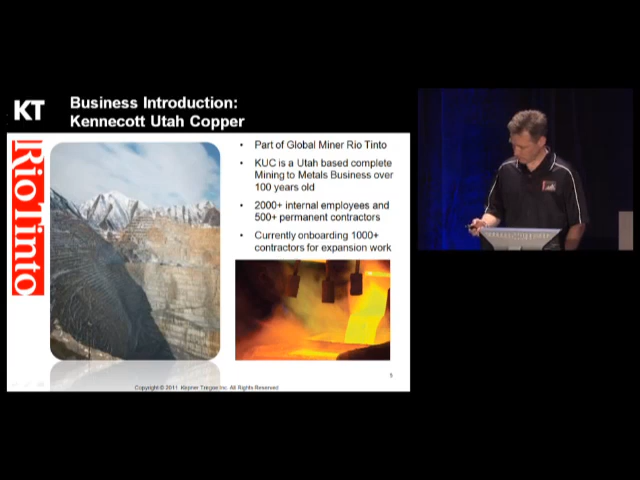 KT
Business Introduction:
Kennecott Utah Copper
RioTinto
• Part of Global Miner Rio Tinto
• KUC is a Utah based complete
Mining to Metals Business over
100 years old
• 2000+ internal employees and
500+ permanent contractors
• Currently onboarding 1000+
contractors for expansion work
5
Copyright © 2011 Kepner Tregoe Inc. All Rights Reserved